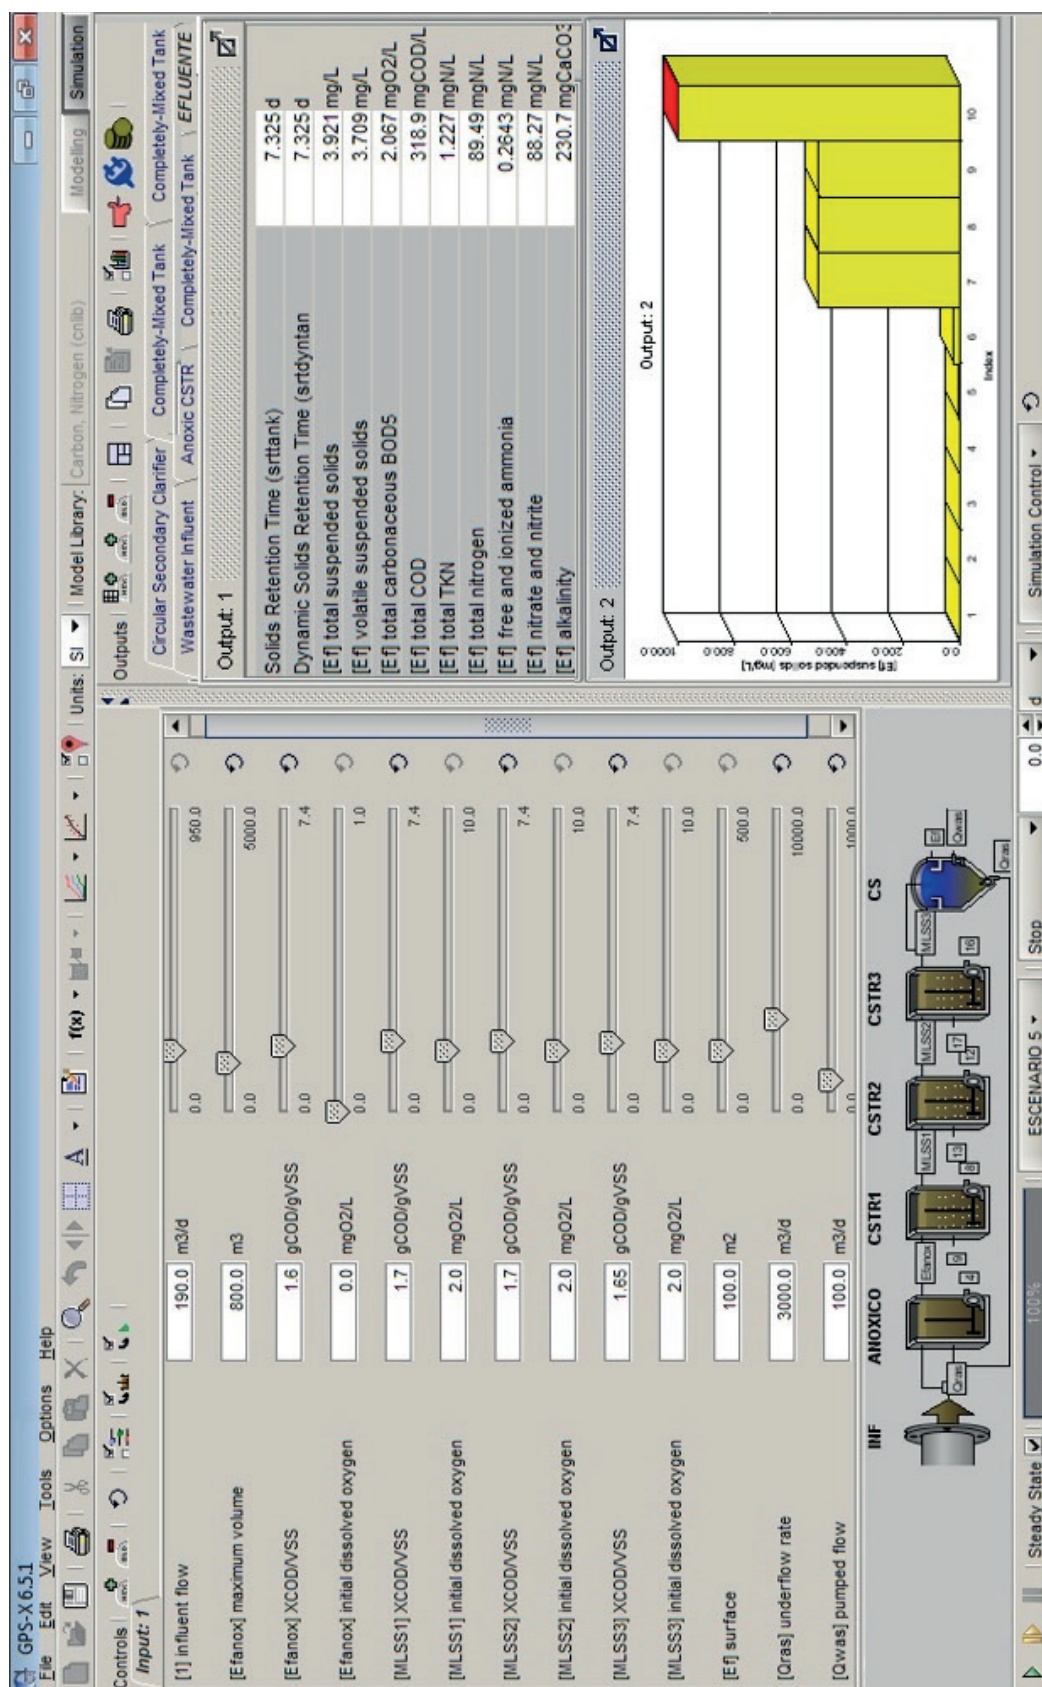 GPS-X 6.5.1
File Edit View Tools Options Help
f(x)
Units: SI
Model Library: Carbon, Nitrogen (cnlib)
Modelling
Simulation
Controls
Input: 1
[1] influent flow 190.0 m3/d 0.0 950.0
[Efanox] maximum volume 800.0 m3 0.0 5000.0
[Efanox] XCOD/VSS 1.6 gCOD/gVSS 0.0 7.4
[Efanox] initial dissolved oxygen 0.0 mgO2/L 0.0 1.0
[MLSS1] XCOD/VSS 1.7 gCOD/gVSS 0.0 7.4
[MLSS1] initial dissolved oxygen 2.0 mgO2/L 0.0 10.0
[MLSS2] XCOD/VSS 1.7 gCOD/gVSS 0.0 7.4
[MLSS2] initial dissolved oxygen 2.0 mgO2/L 0.0 10.0
[MLSS3] XCOD/VSS 1.65 gCOD/gVSS 0.0 7.4
[MLSS3] initial dissolved oxygen 2.0 mgO2/L 0.0 10.0
[Ef] surface 100.0 m2 0.0 500.0
[Qras] underflow rate 3000.0 m3/d 0.0 10000.0
[Qwas] pumped flow 100.0 m3/d 0.0 1000.0
INF ANOXICO CSTR1 CSTR2 CSTR3 CS
Qras 4 9 Efanox 8 13 MLSS1 12 17 MLSS2 16 MLSS3 Ef Qwas Qras
Outputs
Circular Secondary Clarifier Completely-Mixed Tank Completely-Mixed Tank
Wastewater Influent Anoxic CSTR Completely-Mixed Tank EFLUENTE
Output: 1
Solids Retention Time (srttank) 7.325 d
Dynamic Solids Retention Time (srtdyntan 7.325 d
[Ef] total suspended solids 3.921 mg/L
[Ef] volatile suspended solids 3.709 mg/L
[Ef] total carbonaceous BOD5 2.067 mgO2/L
[Ef] total COD 318.9 mgCOD/L
[Ef] total TKN 1.227 mgN/L
[Ef] total nitrogen 89.49 mgN/L
[Ef] free and ionized ammonia 0.2643 mgN/L
[Ef] nitrate and nitrite 88.27 mgN/L
[Ef] alkalinity 230.7 mgCaCO3
Output: 2
Output: 2
[Ef] suspended solids [mg/L]
1000.0
800.0
600.0
400.0
200.0
0.0
1 2 3 4 5 6 7 8 9 10
Index
Steady State 100% ESCENARIO 5 Stop 0.0 d Simulation Control